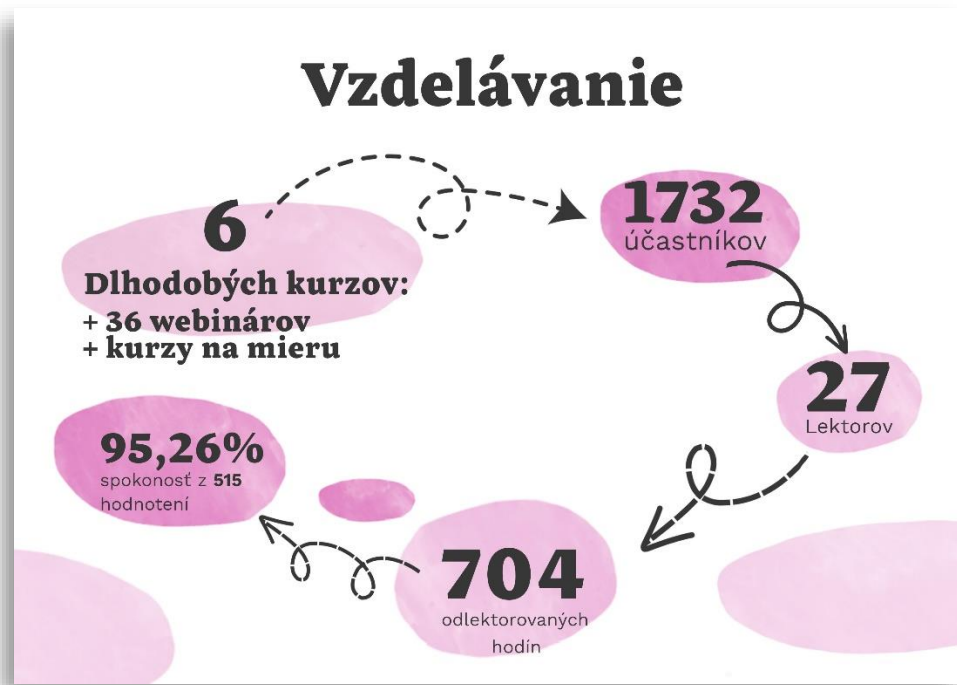 Vzdelávanie
6
Dlhodobých kurzov:
+ 36 webinárov
+ kurzy na mieru
1732
účastníkov
27
Lektorov
704
odlektorovaných
hodín
95,26%
spokonosť z 515
hodnotení